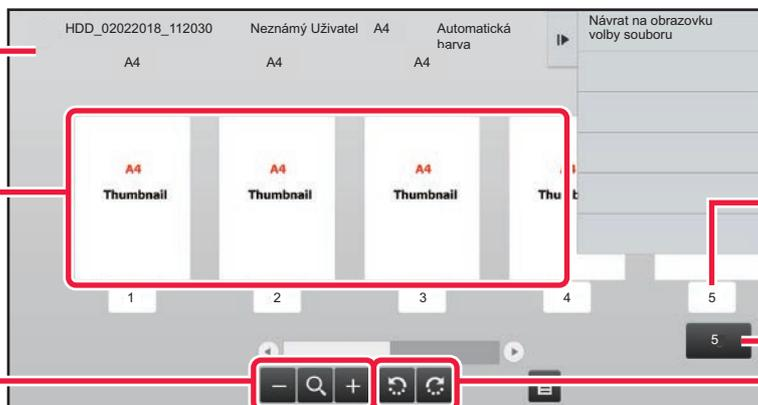 HDD_02022018_112030 Neznámý Uživatel A4 Automatická
barva
Návrat na obrazovku
volby souboru
A4 A4 A4
A4 A4 A4
Thumbnail Thumbnail Thumbnail
1 2 3 4 5
5